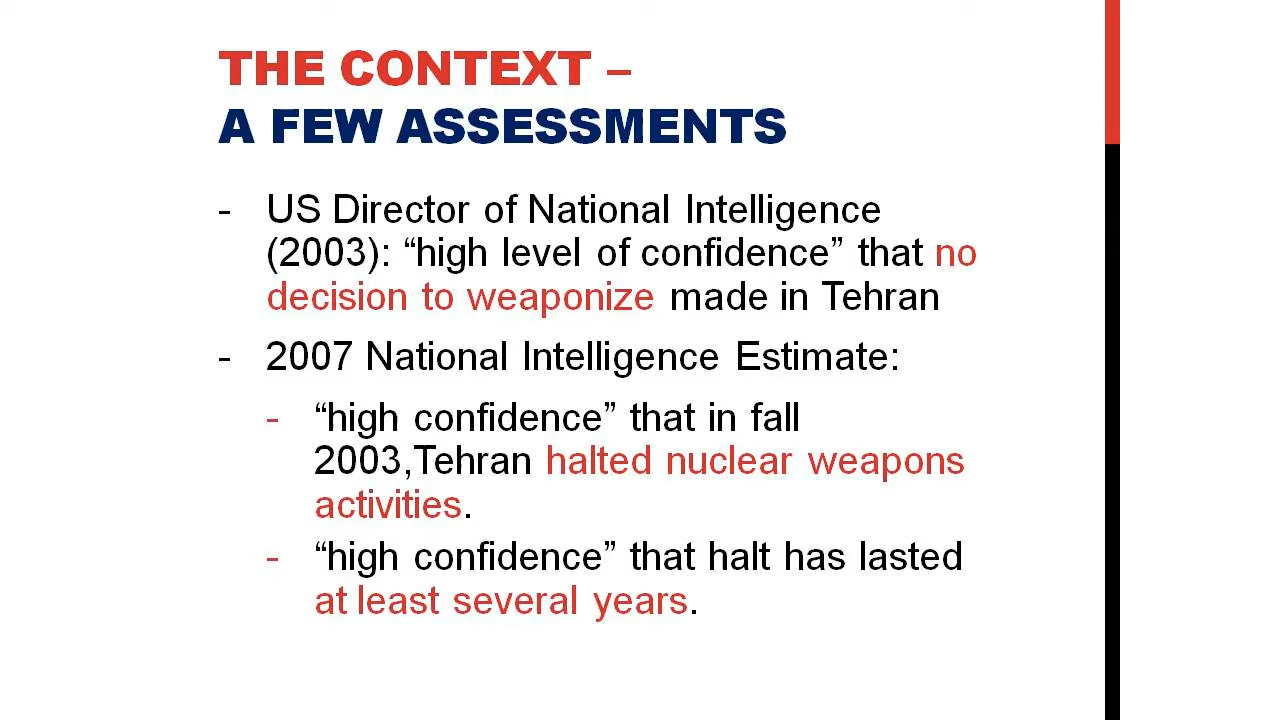 THE CONTEXT –
A FEW ASSESSMENTS
- US Director of National Intelligence
(2003): “high level of confidence” that no
decision to weaponize made in Tehran
- 2007 National Intelligence Estimate:
- “high confidence” that in fall
2003,Tehran halted nuclear weapons
activities.
- “high confidence” that halt has lasted
at least several years.